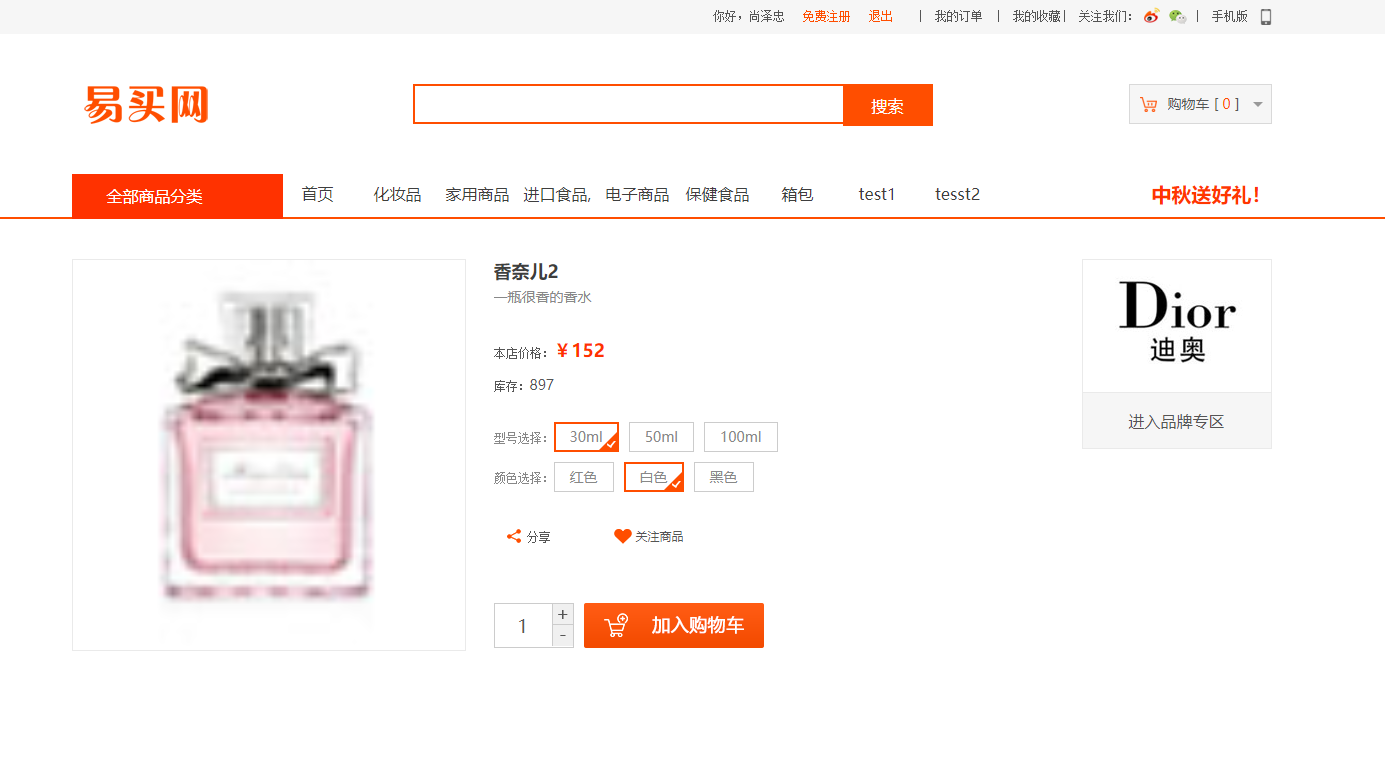 你好，尚泽忠 免费注册 退出 | 我的订单 | 我的收藏| 关注我们： | 手机版
易买网
搜索
购物车 [ 0 ]
全部商品分类 首页 化妆品 家用商品 进口食品, 电子商品 保健食品 箱包 test1 tesst2 中秋送好礼！
香奈儿2
一瓶很香的香水
本店价格：￥152
库存：897
型号选择： 30ml 50ml 100ml
颜色选择： 红色 白色 黑色
分享 关注商品
1 + -
加入购物车
Dior
迪奥
进入品牌专区